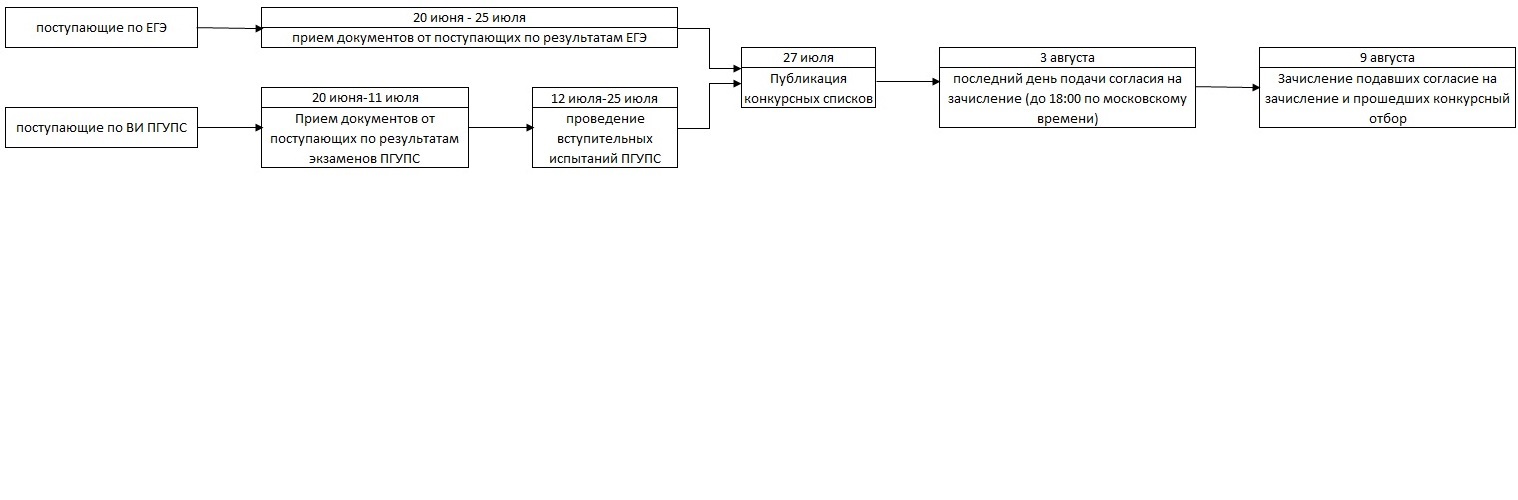 поступающие по ЕГЭ
20 июня - 25 июля
прием документов от поступающих по результатам ЕГЭ
поступающие по ВИ ПГУПС
20 июня-11 июля
Прием документов от
поступающих по результатам
экзаменов ПГУПС
12 июля-25 июля
проведение
вступительных
испытаний ПГУПС
27 июля
Публикация
конкурсных списков
3 августа
последний день подачи согласия на
зачисление (до 18:00 по московскому
времени)
9 августа
Зачисление подавших согласие на
зачисление и прошедших конкурсный
отбор